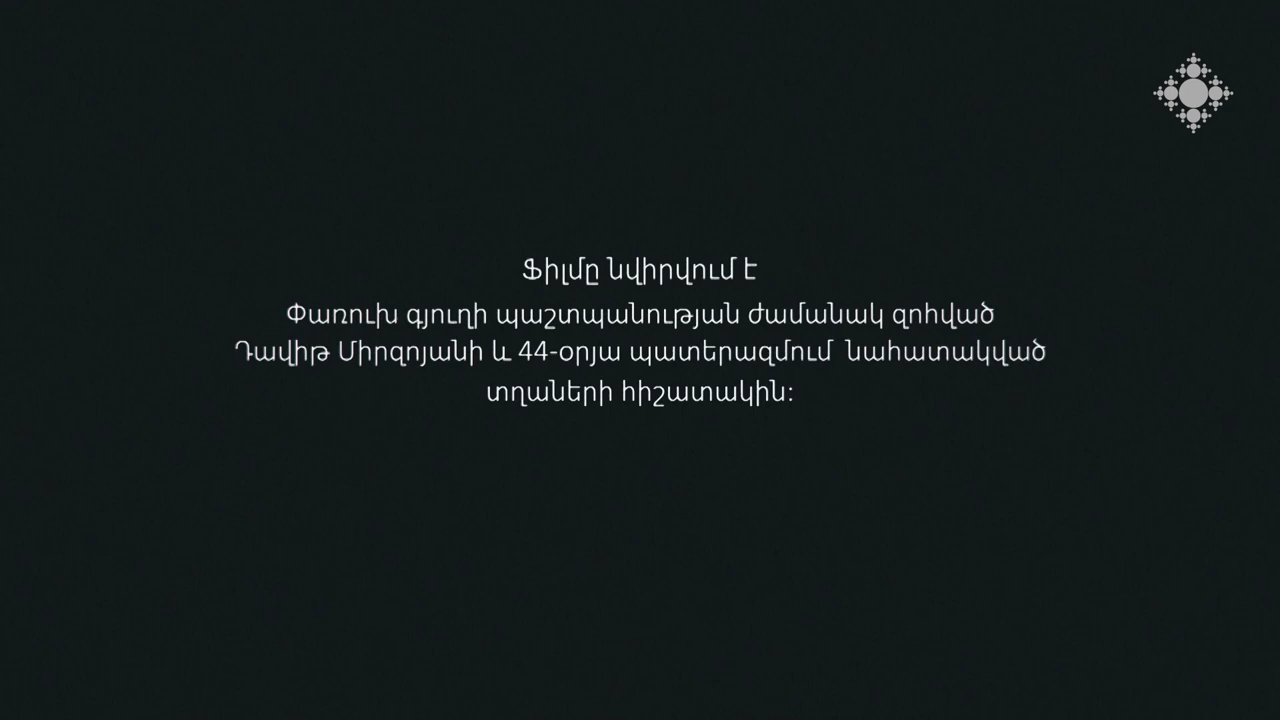 Ֆիլմը նվիրվում է
Փառուխ գյուղի պաշտպանության ժամանակ զոհված
Դավիթ Միրզոյանի և 44-օրյա պատերազմում նահատակված
տղաների հիշատակին: